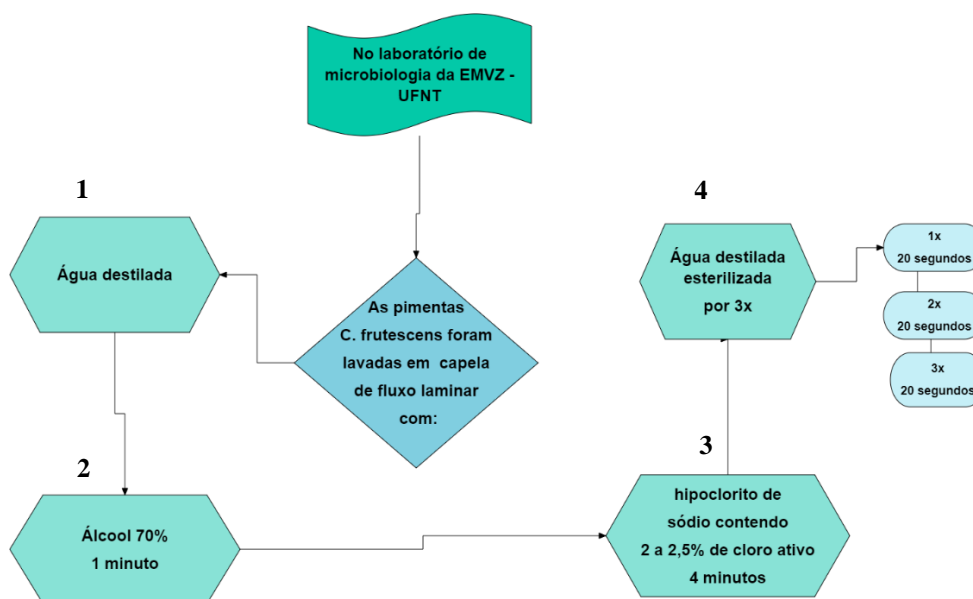 No laboratório de
microbiologia da EMVZ -
UFNT
As pimentas
C. frutescens foram
lavadas em capela
de fluxo laminar
com:
1
Água destilada
2
Álcool 70%
1 minuto
3
hipoclorito de
sódio contendo
2 a 2,5% de cloro ativo
4 minutos
4
Água destilada
esterilizada
por 3x
1x
20 segundos
2x
20 segundos
3x
20 segundos